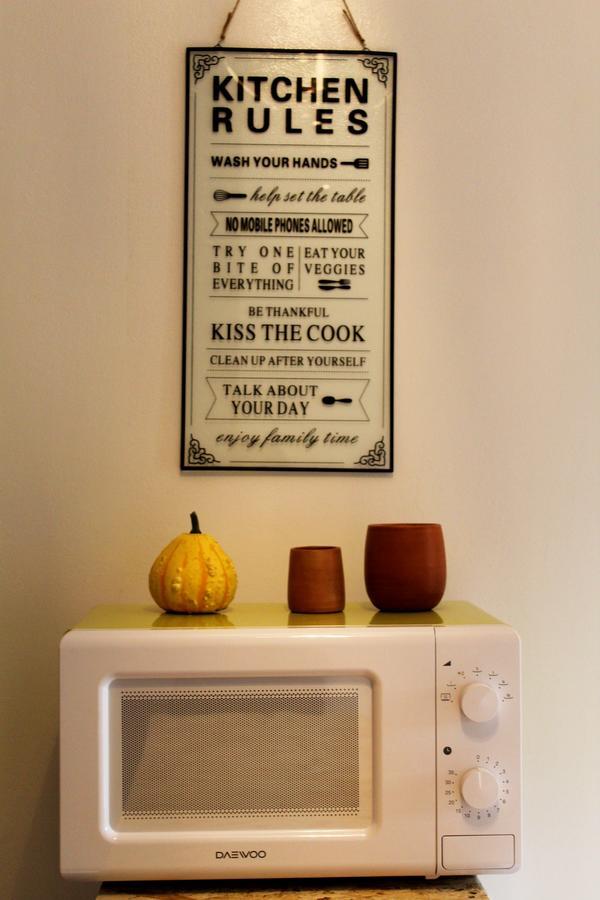 KITCHEN
RULES
WASH YOUR HANDS
help set the table
NO MOBILE PHONES ALLOWED
TRY ONE
BITE OF
EVERYTHING
EAT YOUR
VEGGIES
BE THANKFUL
KISS THE COOK
CLEAN UP AFTER YOURSELF
TALK ABOUT
YOUR DAY
enjoy family time
DAEWOO